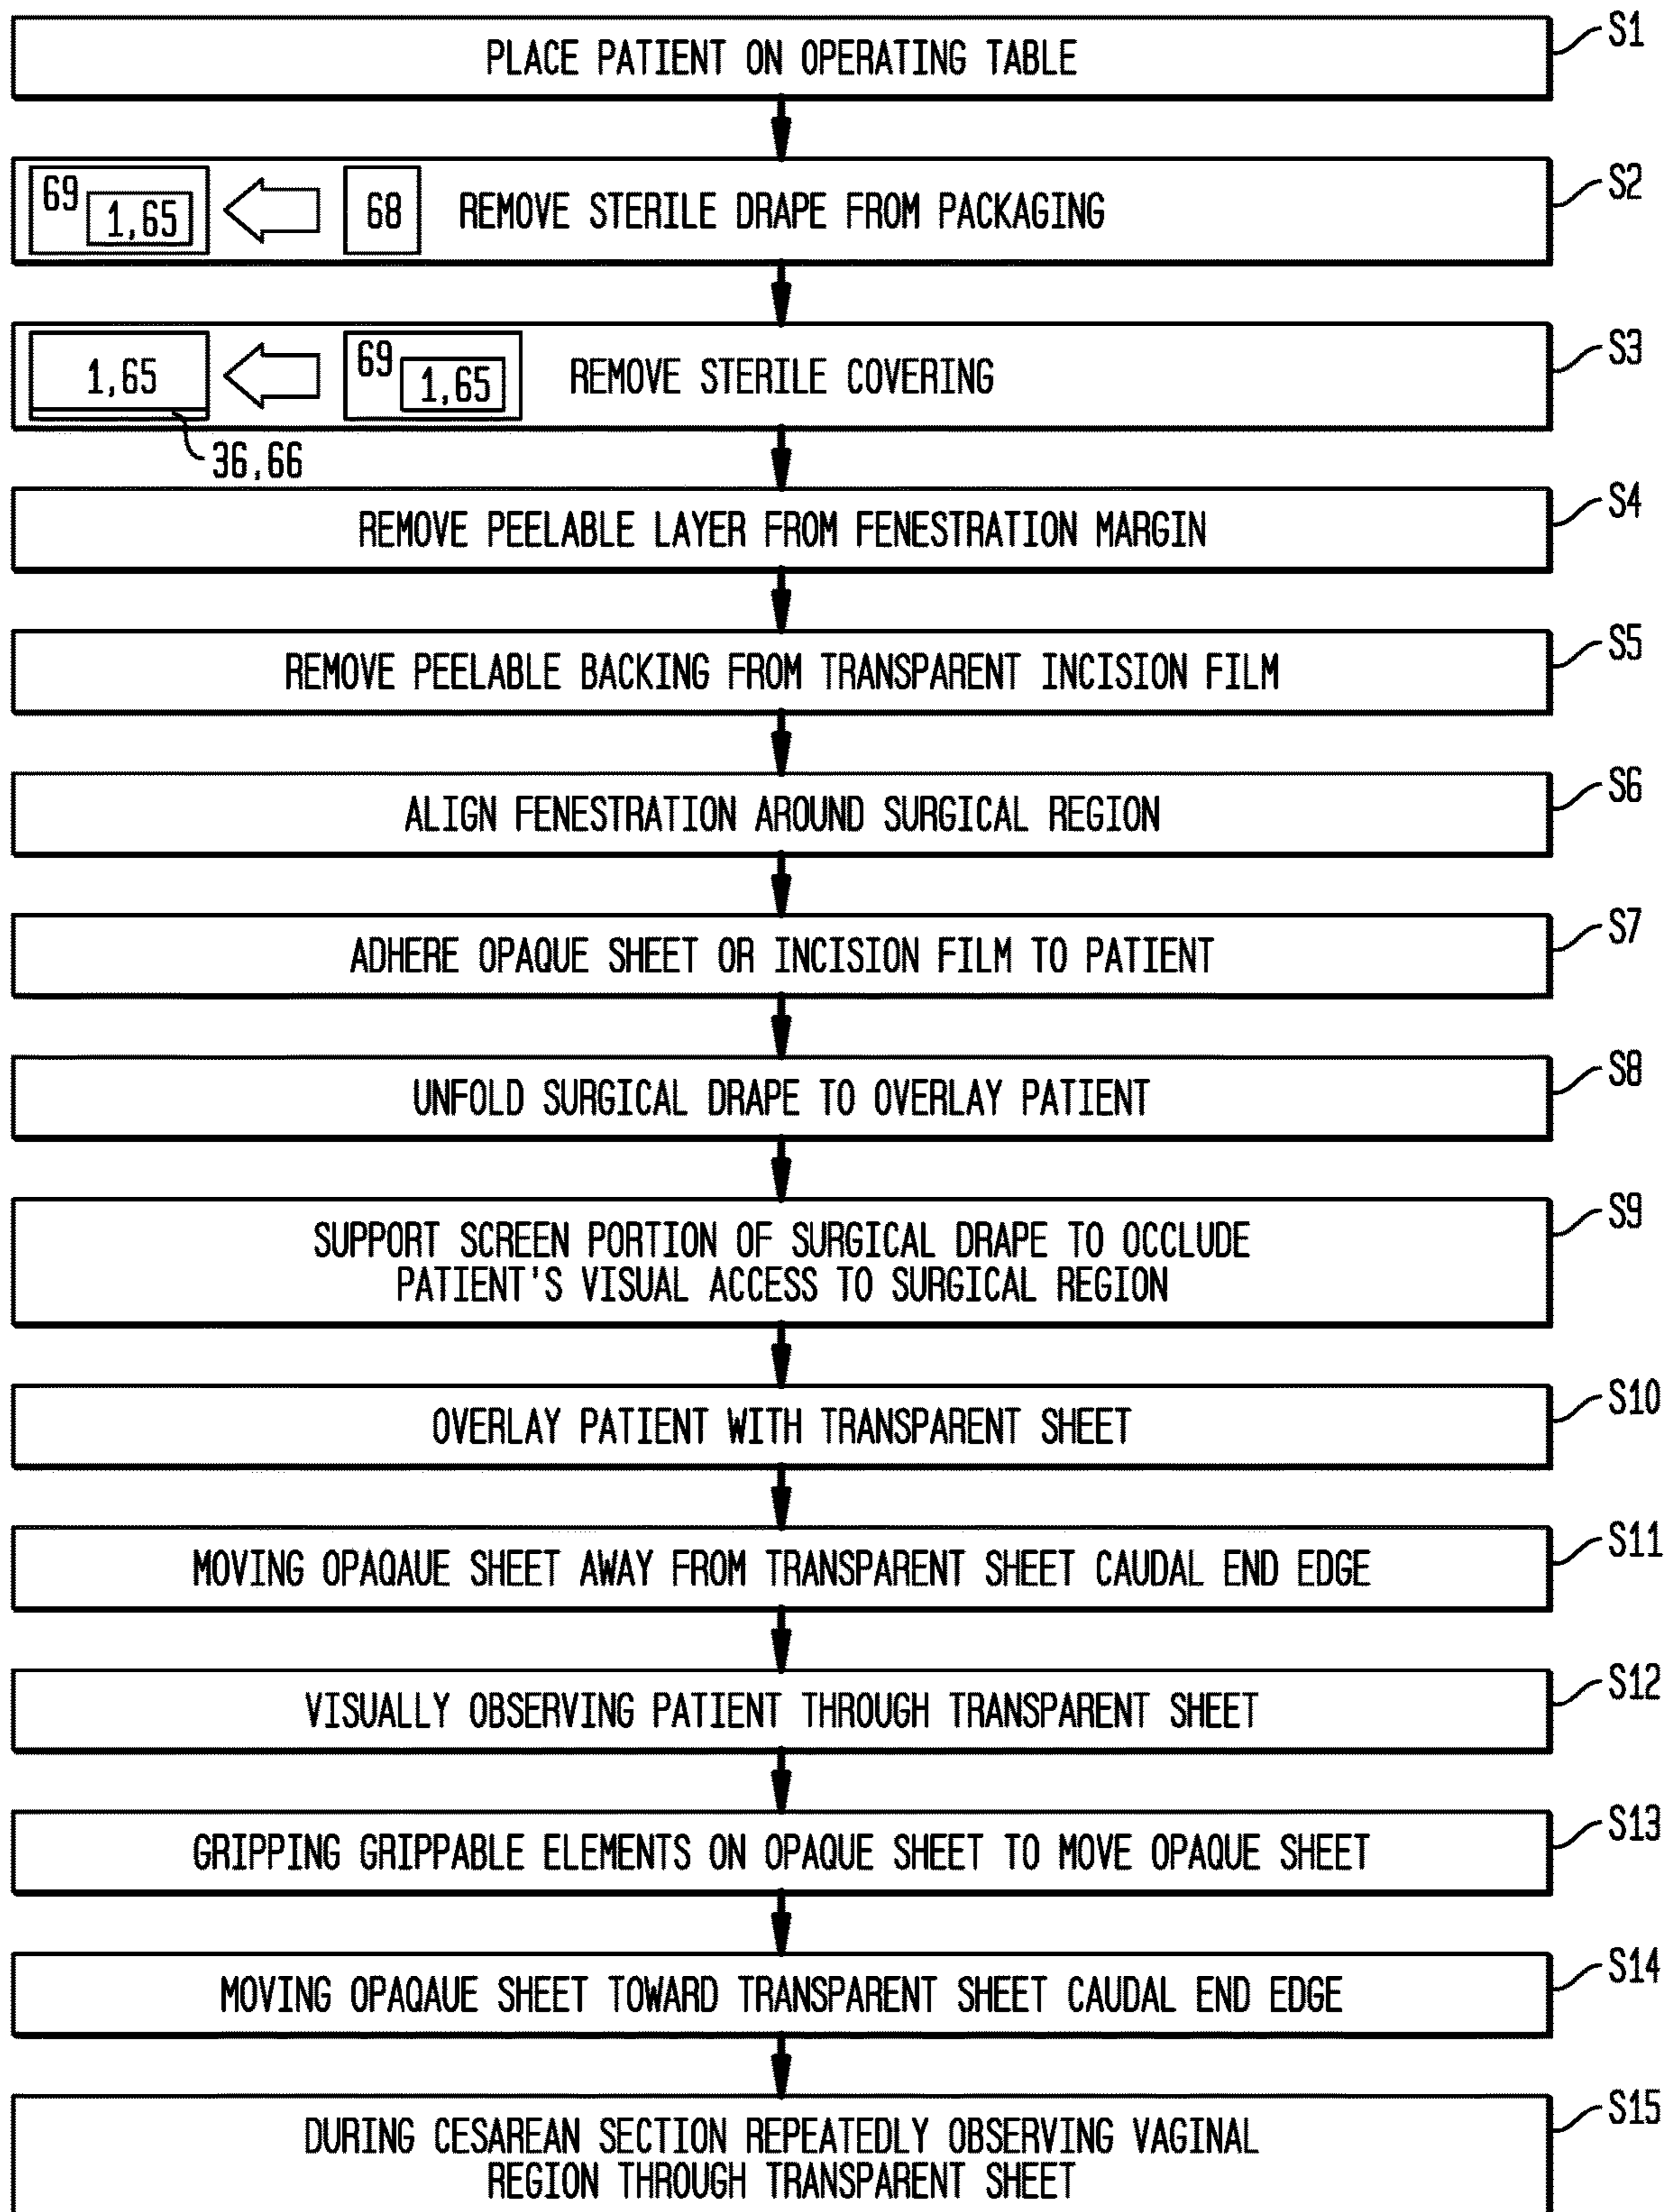 PLACE PATIENT ON OPERATING TABLE
S1
69
1,65
68
REMOVE STERILE DRAPE FROM PACKAGING
S2
1,65
69
1,65
REMOVE STERILE COVERING
S3
36,66
REMOVE PEELABLE LAYER FROM FENESTRATION MARGIN
S4
REMOVE PEELABLE BACKING FROM TRANSPARENT INCISION FILM
S5
ALIGN FENESTRATION AROUND SURGICAL REGION
S6
ADHERE OPAQUE SHEET OR INCISION FILM TO PATIENT
S7
UNFOLD SURGICAL DRAPE TO OVERLAY PATIENT
S8
SUPPORT SCREEN PORTION OF SURGICAL DRAPE TO OCCLUDE
PATIENT'S VISUAL ACCESS TO SURGICAL REGION
S9
OVERLAY PATIENT WITH TRANSPARENT SHEET
S10
MOVING OPAQAUE SHEET AWAY FROM TRANSPARENT SHEET CAUDAL END EDGE
S11
VISUALLY OBSERVING PATIENT THROUGH TRANSPARENT SHEET
S12
GRIPPING GRIPPABLE ELEMENTS ON OPAQUE SHEET TO MOVE OPAQUE SHEET
S13
MOVING OPAQAUE SHEET TOWARD TRANSPARENT SHEET CAUDAL END EDGE
S14
DURING CESAREAN SECTION REPEATEDLY OBSERVING VAGINAL
REGION THROUGH TRANSPARENT SHEET
S15